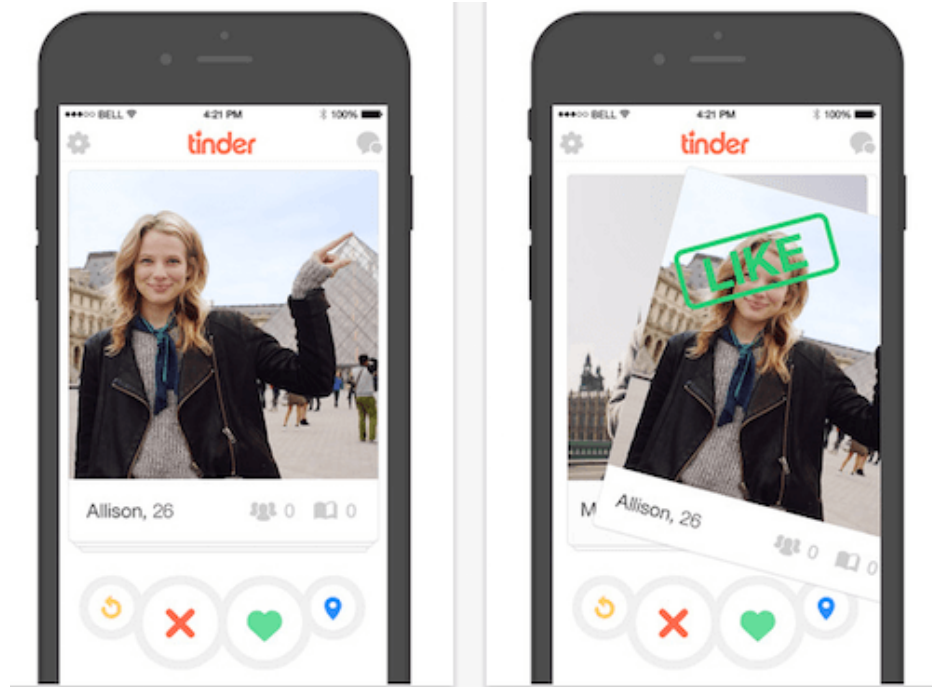 BELL 4:21 PM 100%
tinder
Allison, 26 0 0
BELL 4:21 PM 100%
tinder
LIKE
M
Allison, 26 0 0